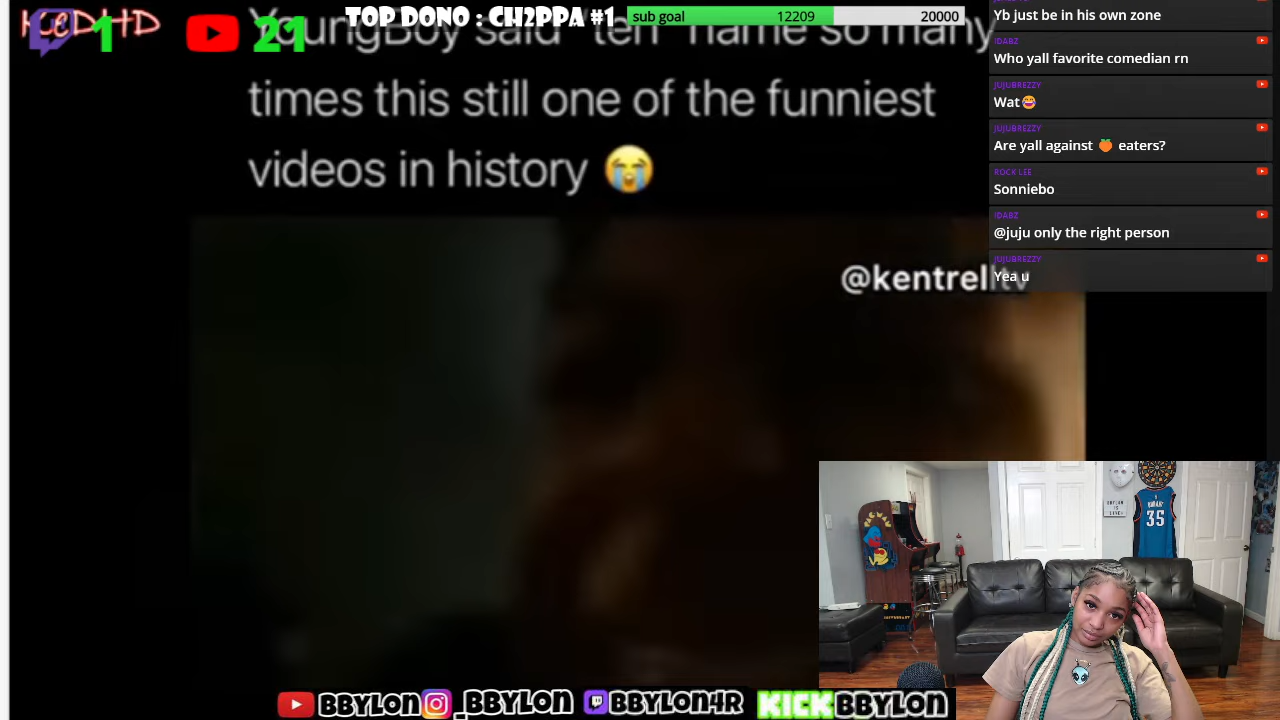 KCDHD
1
21
TOP DONO : CH2PPA #1
sub goal
12209
20000
YoungBoy said "ten" name so many
times this still one of the funniest
videos in history 😭
@kentrelltv
Yb just be in his own zone
IDABZ
Who yall favorite comedian rn
JUJUBREZZY
Wat😂
JUJUBREZZY
Are yall against 🍑 eaters?
ROCK LEE
Sonniebo
IDABZ
@juju only the right person
JUJUBREZZY
Yea u
35
BBYLON
_BBYLON
BBYLON4R
KICK BBYLON